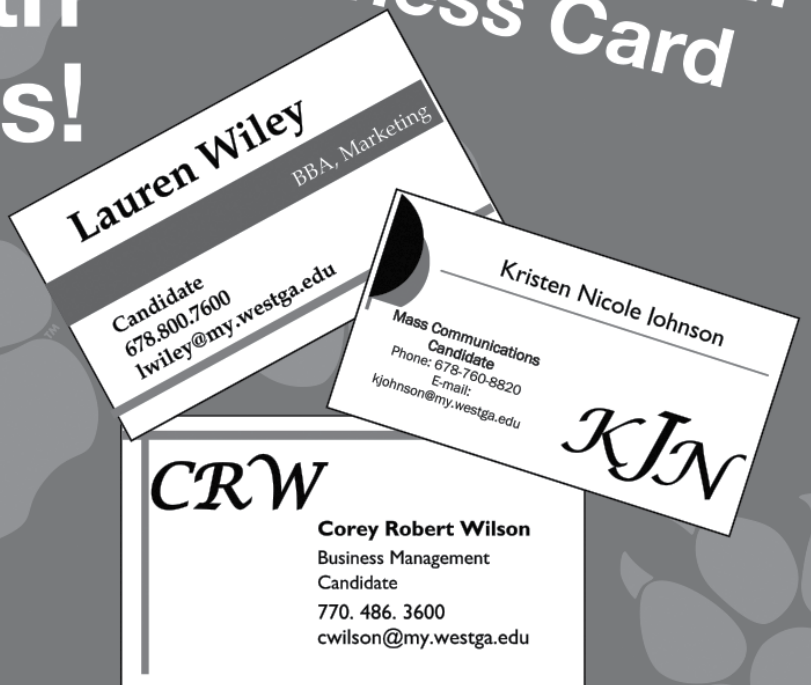 s!
ess Card
Lauren Wiley
BBA, Marketing
Candidate
678.800.7600
lwiley@my.westga.edu
Kristen Nicole Iohnson
Mass Communications
Candidate
Phone: 678-760-8820
E-mail:
kjohnson@my.westga.edu
KJN
CRW
Corey Robert Wilson
Business Management
Candidate
770. 486. 3600
cwilson@my.westga.edu
TM